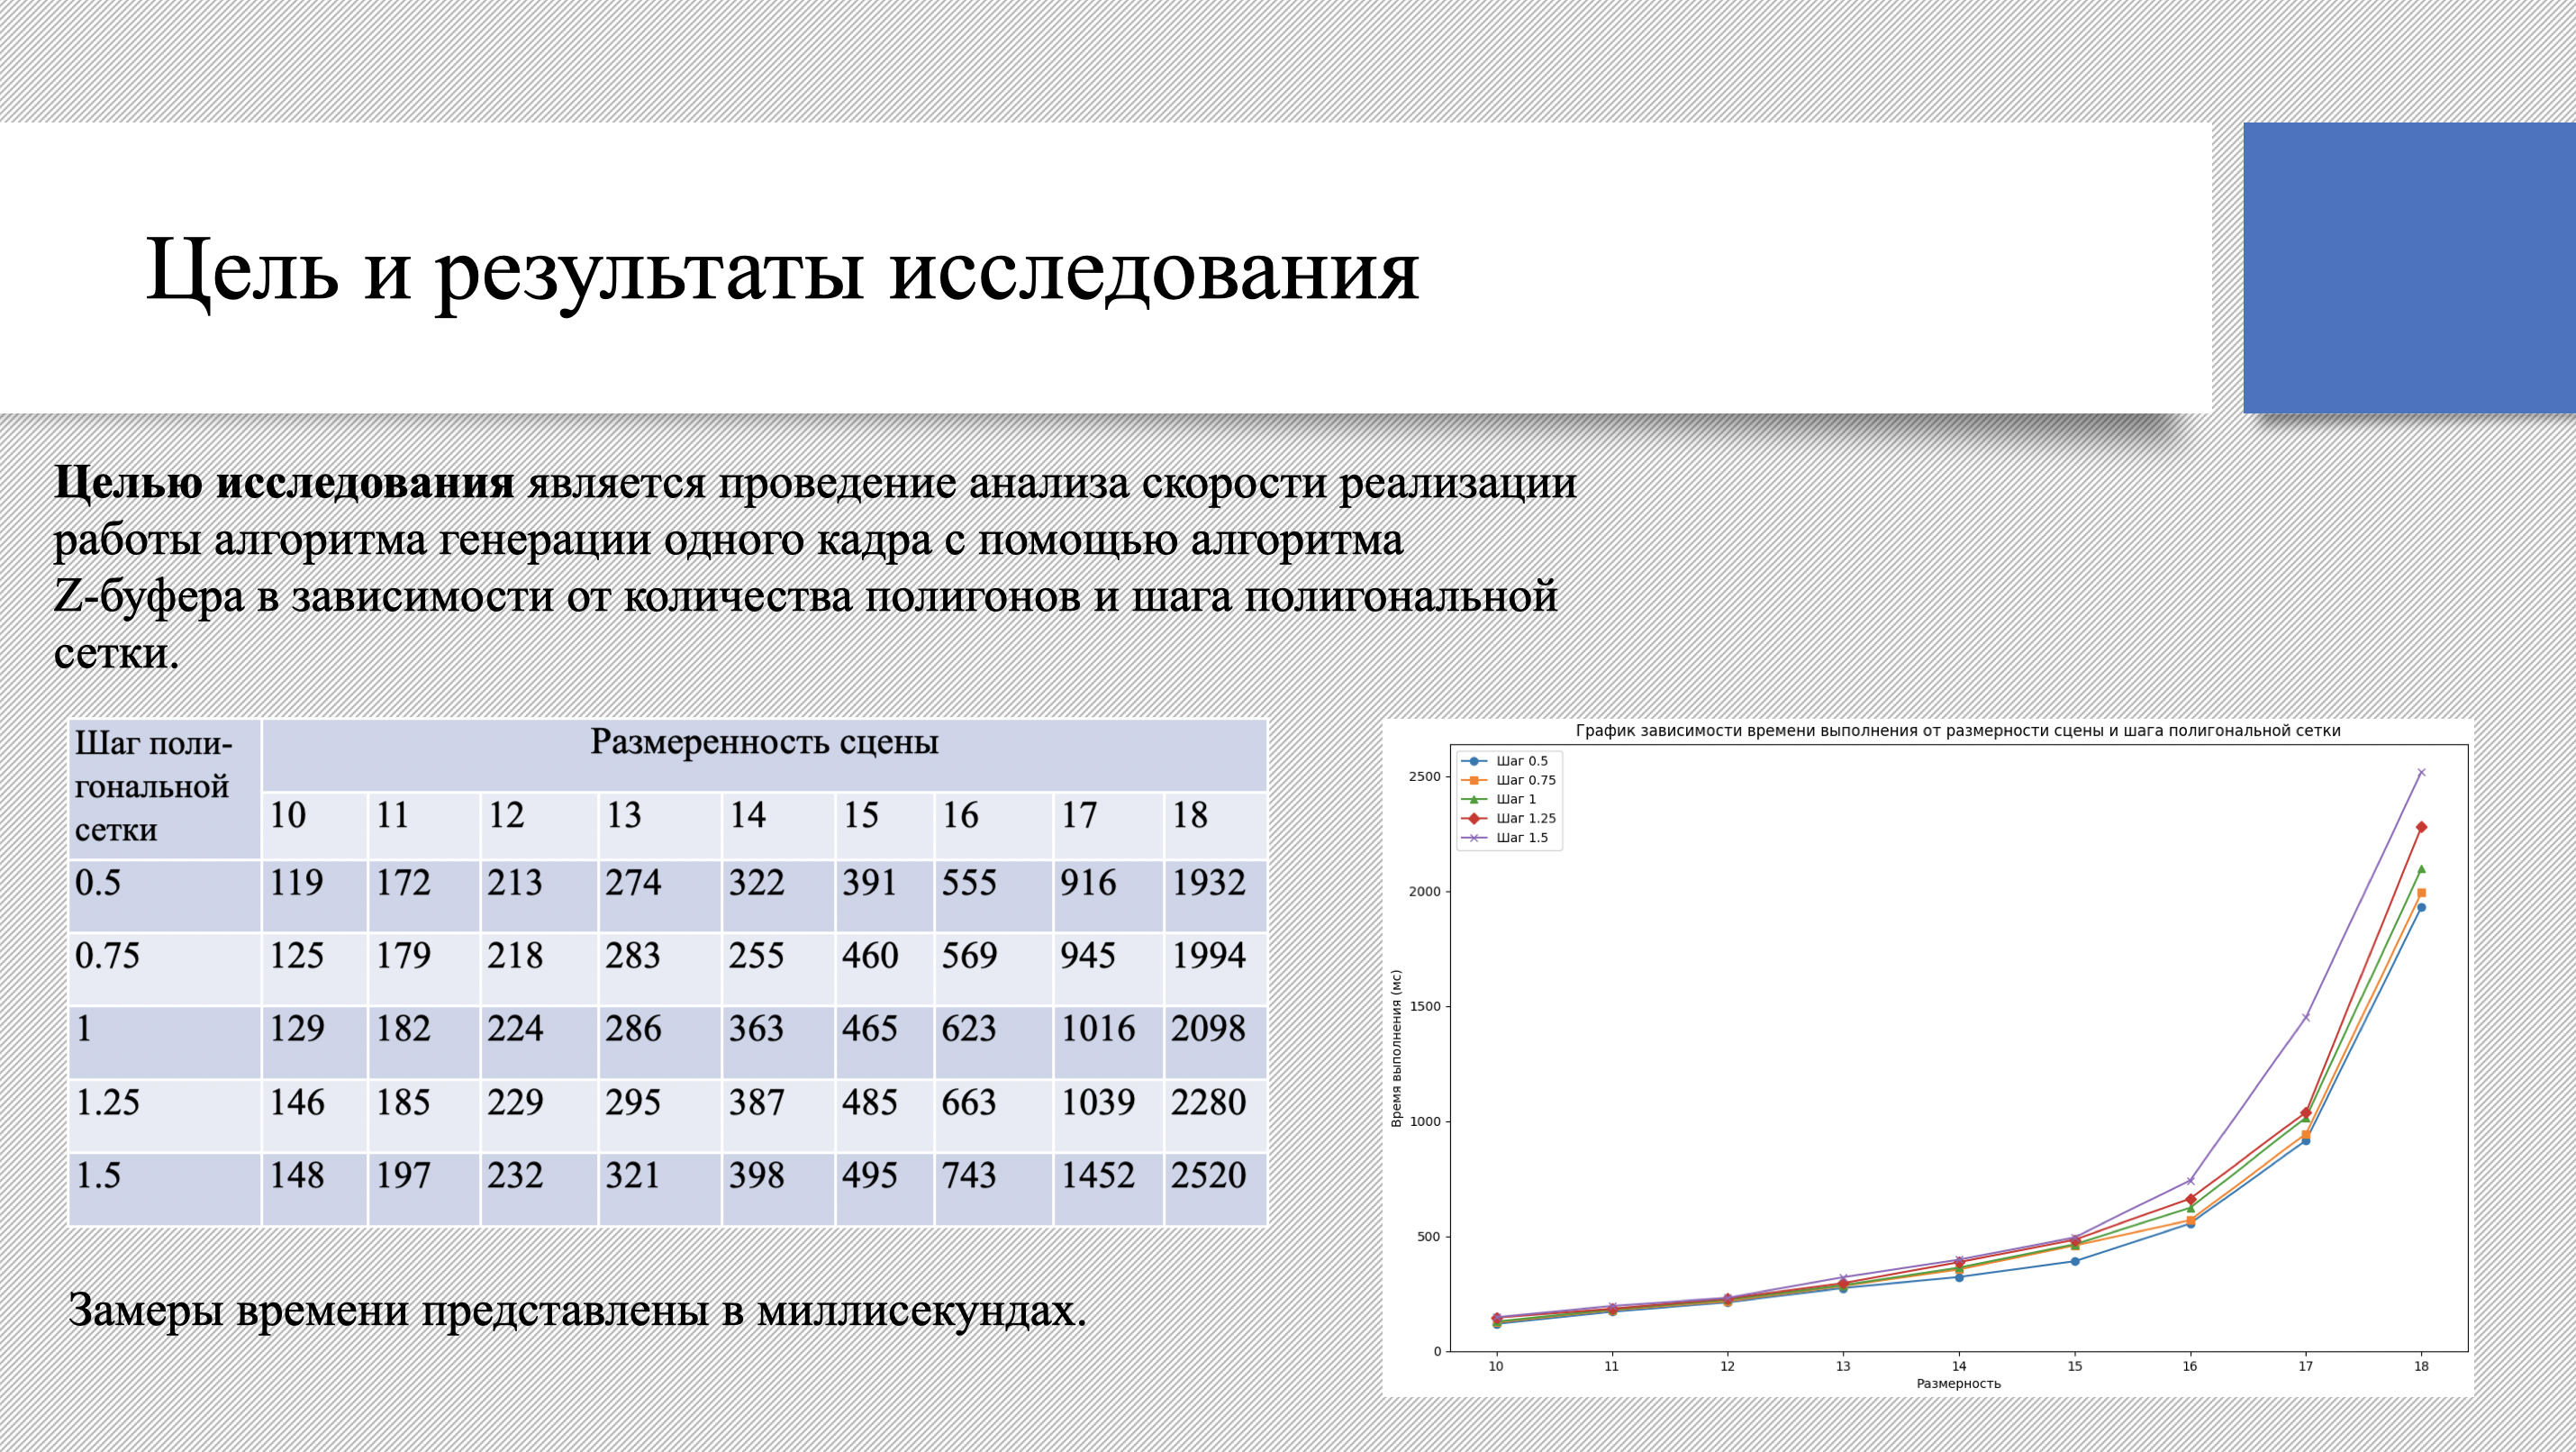 Цель и результаты исследования
Целью исследования является проведение анализа скорости реализации
работы алгоритма генерации одного кадра с помощью алгоритма
Z-буфера в зависимости от количества полигонов и шага полигональной
сетки.
Шаг поли-
гональной
сетки
Размеренность сцены
10 11 12 13 14 15 16 17 18
0.5 119 172 213 274 322 391 555 916 1932
0.75 125 179 218 283 255 460 569 945 1994
1 129 182 224 286 363 465 623 1016 2098
1.25 146 185 229 295 387 485 663 1039 2280
1.5 148 197 232 321 398 495 743 1452 2520
Замеры времени представлены в миллисекундах.
График зависимости времени выполнения от размерности сцены и шага полигональной сетки
Шаг 0.5
Шаг 0.75
Шаг 1
Шаг 1.25
Шаг 1.5
Время выполнения (мс)
2500
2000
1500
1000
500
0
10 11 12 13 14 15 16 17 18
Размерность